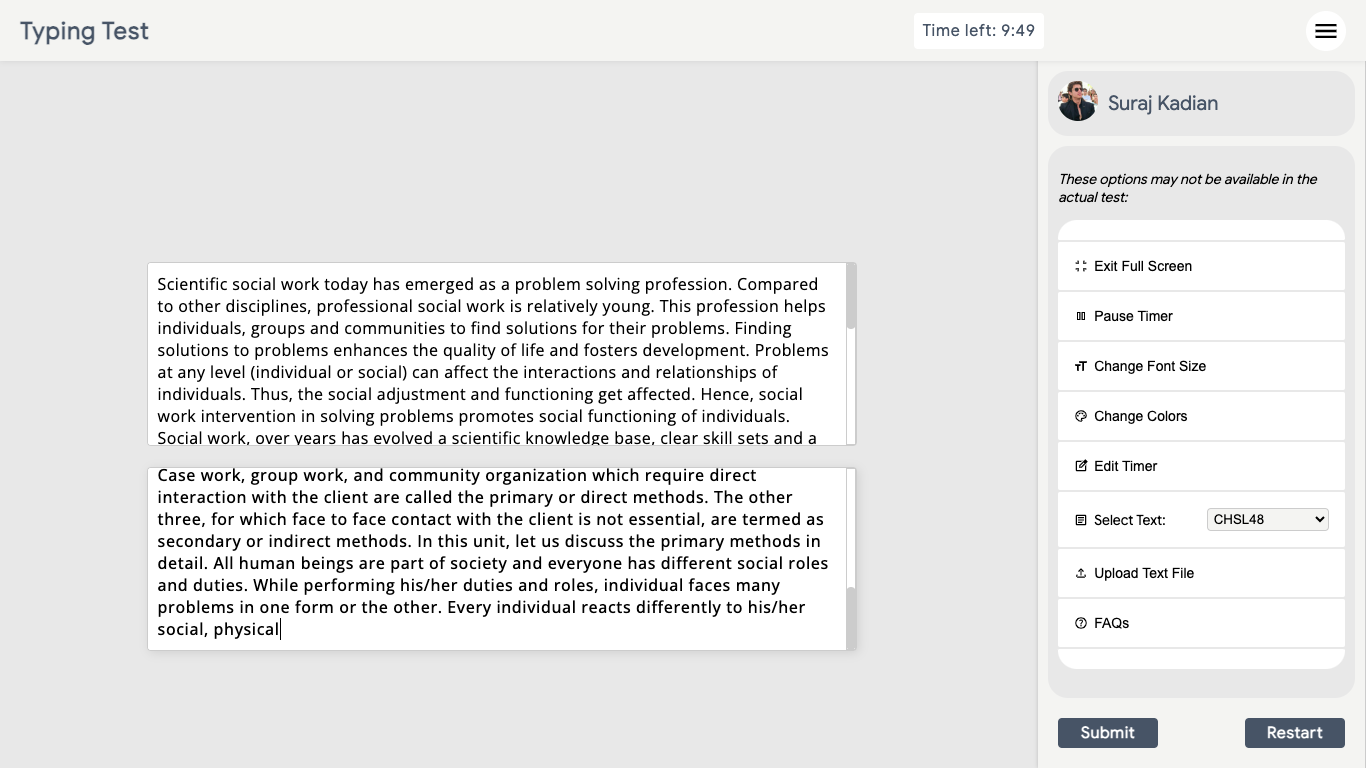 Typing Test
Time left: 9:49
Suraj Kadian
These options may not be available in the
actual test:
Exit Full Screen
Pause Timer
Change Font Size
Change Colors
Edit Timer
Select Text:
CHSL48
Upload Text File
FAQs
Submit
Restart
Scientific social work today has emerged as a problem solving profession. Compared
to other disciplines, professional social work is relatively young. This profession helps
individuals, groups and communities to find solutions for their problems. Finding
solutions to problems enhances the quality of life and fosters development. Problems
at any level (individual or social) can affect the interactions and relationships of
individuals. Thus, the social adjustment and functioning get affected. Hence, social
work intervention in solving problems promotes social functioning of individuals.
Social work, over years has evolved a scientific knowledge base, clear skill sets and a
Case work, group work, and community organization which require direct
interaction with the client are called the primary or direct methods. The other
three, for which face to face contact with the client is not essential, are termed as
secondary or indirect methods. In this unit, let us discuss the primary methods in
detail. All human beings are part of society and everyone has different social roles
and duties. While performing his/her duties and roles, individual faces many
problems in one form or the other. Every individual reacts differently to his/her
social, physical